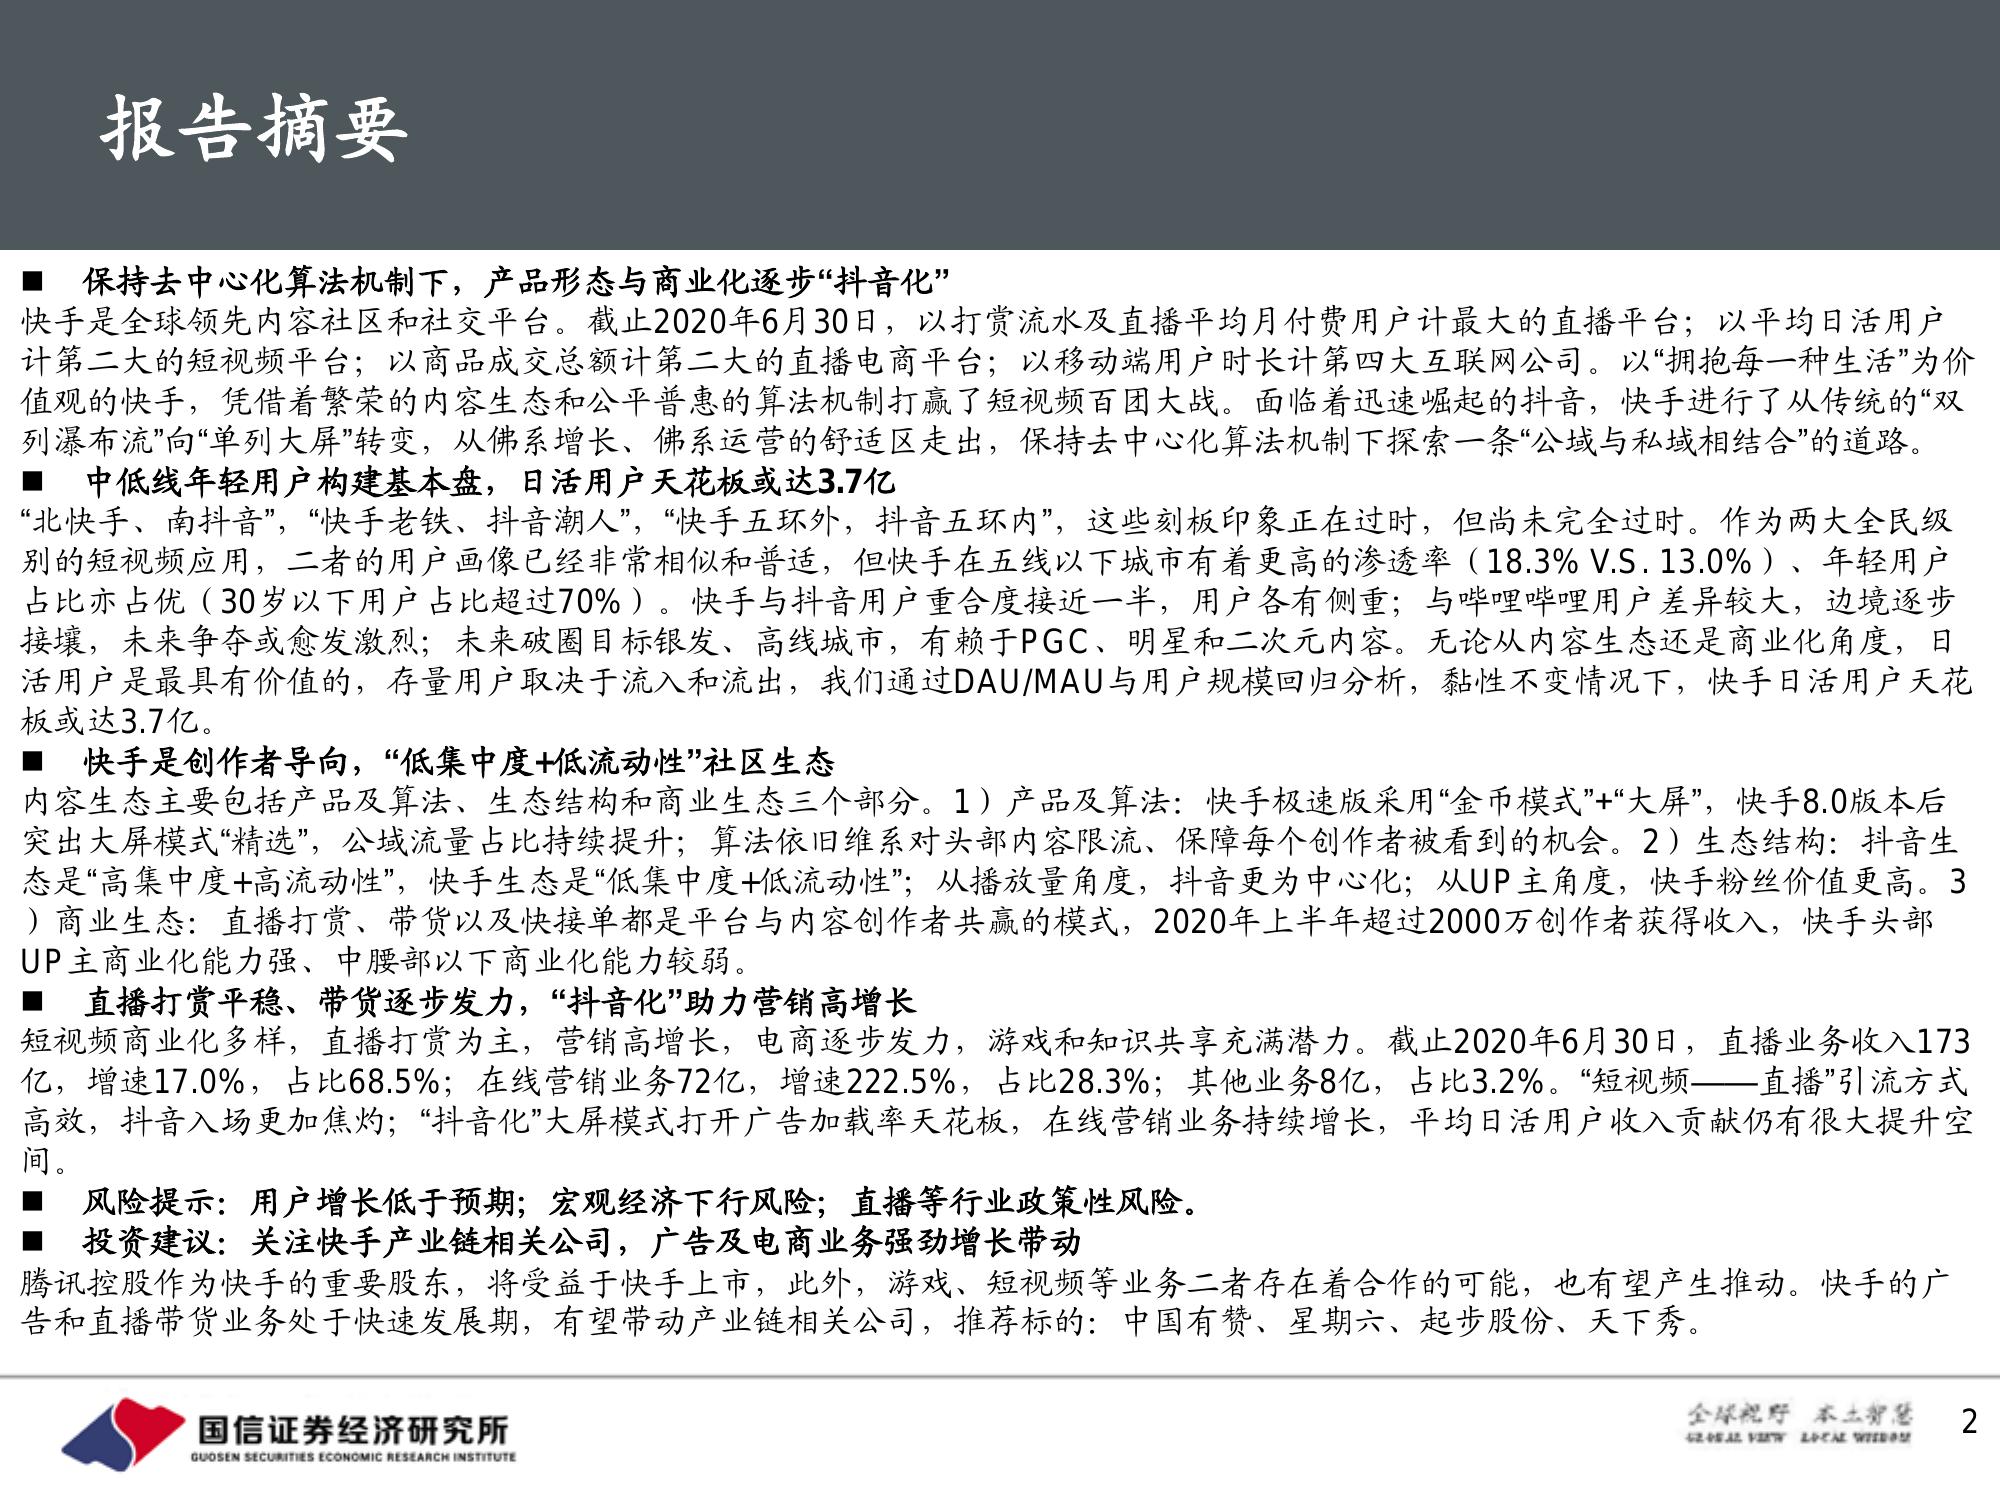 报告摘要
■ 保持去中心化算法机制下，产品形态与商业化逐步“抖音化”
快手是全球领先内容社区和社交平台。截止2020年6月30日，以打赏流水及直播平均月付费用户计最大的直播平台；以平均日活用户
计第二大的短视频平台；以商品成交总额计第二大的直播电商平台；以移动端用户时长计第四大互联网公司。以“拥抱每一种生活”为价
值观的快手，凭借着繁荣的内容生态和公平普惠的算法机制打赢了短视频百团大战。面临着迅速崛起的抖音，快手进行了从传统的“双
列瀑布流”向“单列大屏”转变，从佛系增长、佛系运营的舒适区走出，保持去中心化算法机制下探索一条“公域与私域相结合”的道路。
■ 中低线年轻用户构建基本盘，日活用户天花板或达3.7亿
“北快手、南抖音”，“快手老铁、抖音潮人”，“快手五环外，抖音五环内”，这些刻板印象正在过时，但尚未完全过时。作为两大全民级
别的短视频应用，二者的用户画像已经非常相似和普适，但快手在五线以下城市有着更高的渗透率（18.3% V.S. 13.0%）、年轻用户
占比亦占优（30岁以下用户占比超过70%）。快手与抖音用户重合度接近一半，用户各有侧重；与哔哩哔哩用户差异较大，边境逐步
接壤，未来争夺或愈发激烈；未来破圈目标银发、高线城市，有赖于PGC、明星和二次元内容。无论从内容生态还是商业化角度，日
活用户是最具有价值的，存量用户取决于流入和流出，我们通过DAU/MAU与用户规模回归分析，黏性不变情况下，快手日活用户天花
板或达3.7亿。
■ 快手是创作者导向，“低集中度+低流动性”社区生态
内容生态主要包括产品及算法、生态结构和商业生态三个部分。1）产品及算法：快手极速版采用“金币模式”+“大屏”，快手8.0版本后
突出大屏模式“精选”，公域流量占比持续提升；算法依旧维系对头部内容限流、保障每个创作者被看到的机会。2）生态结构：抖音生
态是“高集中度+高流动性”，快手生态是“低集中度+低流动性”；从播放量角度，抖音更为中心化；从UP主角度，快手粉丝价值更高。3
）商业生态：直播打赏、带货以及快接单都是平台与内容创作者共赢的模式，2020年上半年超过2000万创作者获得收入，快手头部
UP主商业化能力强、中腰部以下商业化能力较弱。
■ 直播打赏平稳、带货逐步发力，“抖音化”助力营销高增长
短视频商业化多样，直播打赏为主，营销高增长，电商逐步发力，游戏和知识共享充满潜力。截止2020年6月30日，直播业务收入173
亿，增速17.0%，占比68.5%；在线营销业务72亿，增速222.5%，占比28.3%；其他业务8亿，占比3.2%。“短视频——直播”引流方式
高效，抖音入场更加焦灼；“抖音化”大屏模式打开广告加载率天花板，在线营销业务持续增长，平均日活用户收入贡献仍有很大提升空
间。
■ 风险提示：用户增长低于预期；宏观经济下行风险；直播等行业政策性风险。
■ 投资建议：关注快手产业链相关公司，广告及电商业务强劲增长带动
腾讯控股作为快手的重要股东，将受益于快手上市，此外，游戏、短视频等业务二者存在着合作的可能，也有望产生推动。快手的广
告和直播带货业务处于快速发展期，有望带动产业链相关公司，推荐标的：中国有赞、星期六、起步股份、天下秀。
国信证券经济研究所
GUOSEN SECURITIES ECONOMIC RESEARCH INSTITUTE
全球视野 本土智慧
GLOBAL VIEW LOCAL WISDOM
2